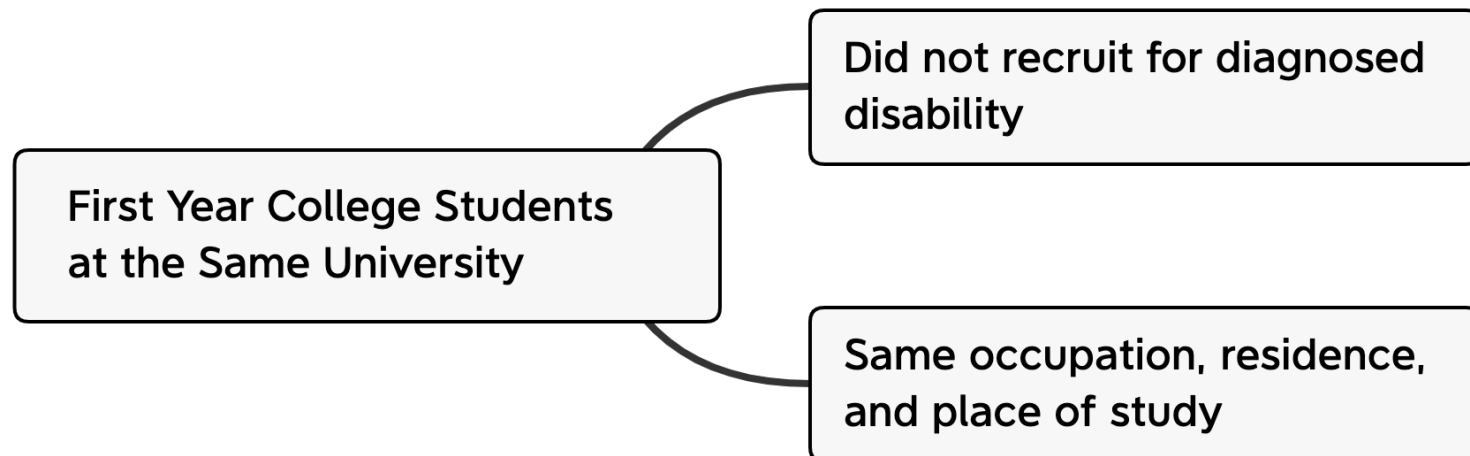 Did not recruit for diagnosed
disability
First Year College Students
at the Same University
Same occupation, residence,
and place of study